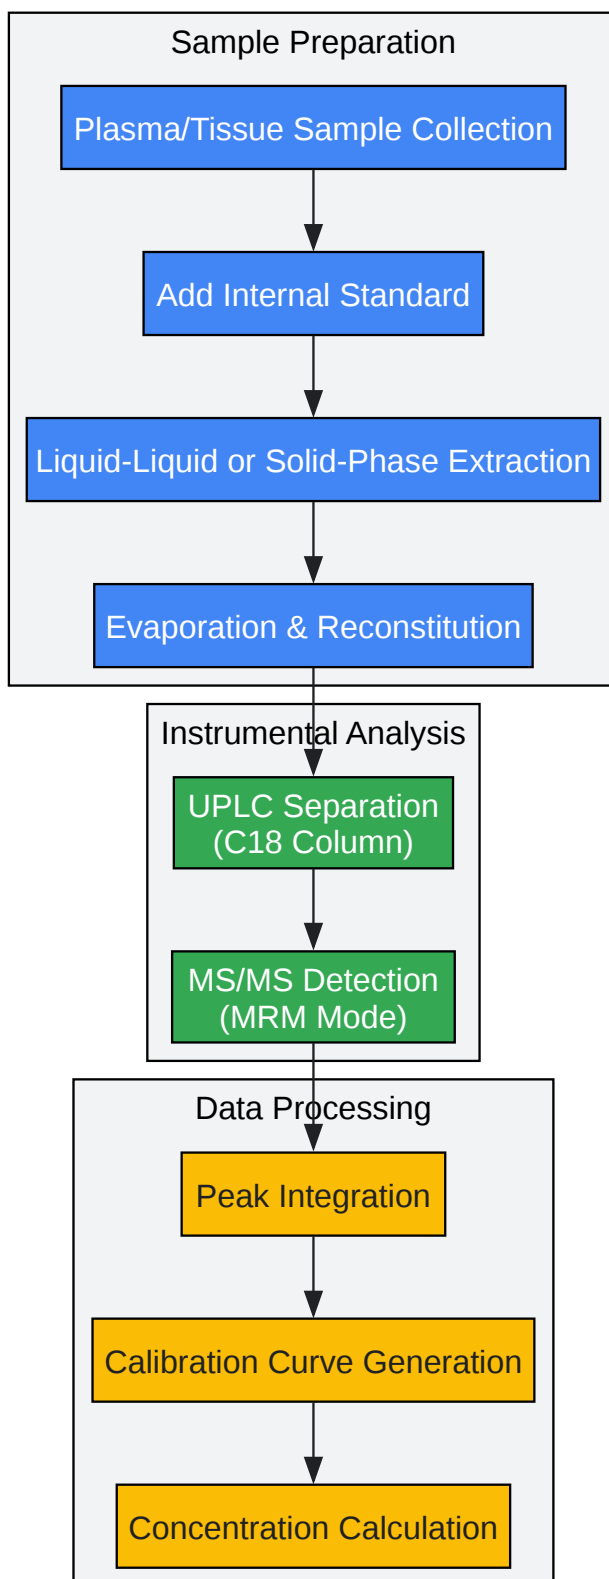 Sample Preparation
Plasma/Tissue Sample Collection
Add Internal Standard
Liquid-Liquid or Solid-Phase Extraction
Evaporation & Reconstitution
Instrumental Analysis
UPLC Separation
(C18 Column)
MS/MS Detection
(MRM Mode)
Data Processing
Peak Integration
Calibration Curve Generation
Concentration Calculation